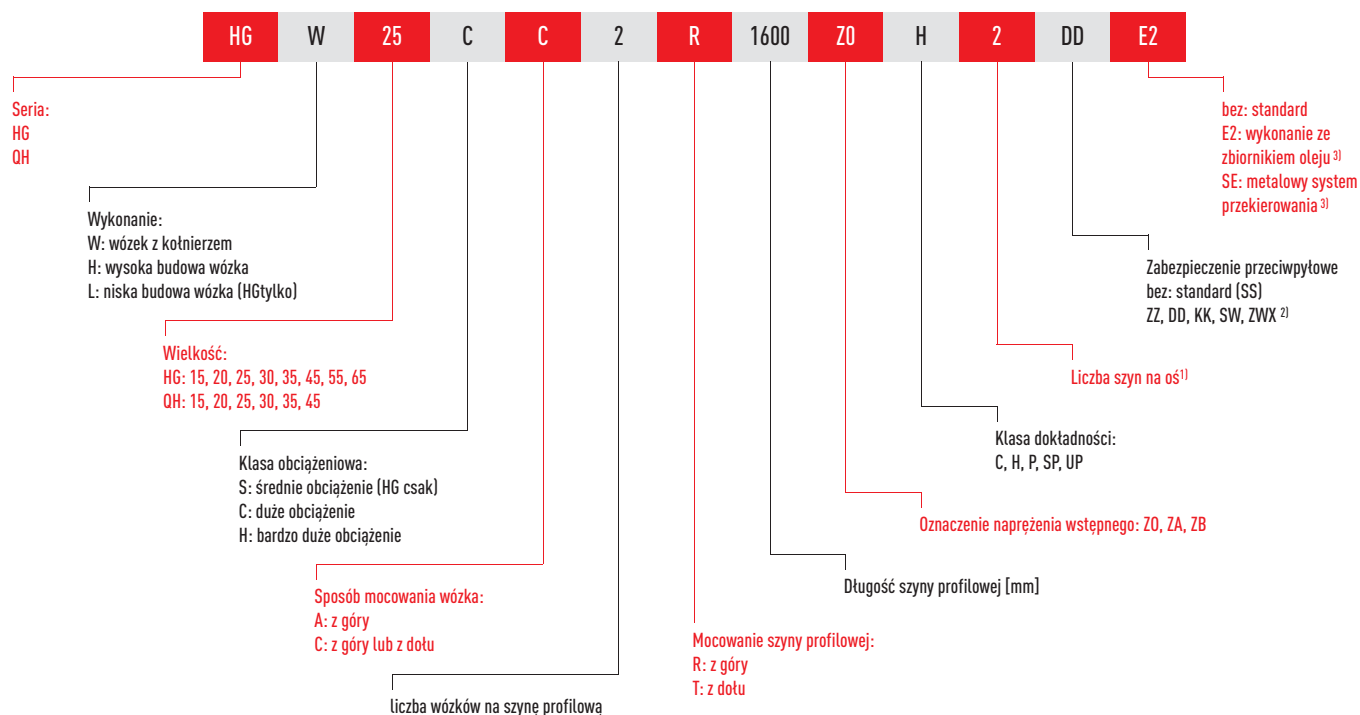 HG W 25 C C 2 R 1600 Z0 H 2 DD E2
Seria:
HG
QH
Wykonanie:
W: wózek z kołnierzem
H: wysoka budowa wózka
L: niska budowa wózka (HGtylko)
Wielkość:
HG: 15, 20, 25, 30, 35, 45, 55, 65
QH: 15, 20, 25, 30, 35, 45
Klasa obciążeniowa:
S: średnie obciążenie (HG csak)
C: duże obciążenie
H: bardzo duże obciążenie
Sposób mocowania wózka:
A: z góry
C: z góry lub z dołu
liczba wózków na szynę profilową
Mocowanie szyny profilowej:
R: z góry
T: z dołu
Długość szyny profilowej [mm]
Oznaczenie naprężenia wstępnego: Z0, ZA, ZB
Klasa dokładności:
C, H, P, SP, UP
Liczba szyn na oś1)
Zabezpieczenie przeciwpyłowe
bez: standard (SS)
ZZ, DD, KK, SW, ZWX 2)
bez: standard
E2: wykonanie ze
zbiornikiem oleju 3)
SE: metalowy system
przekierowania 3)